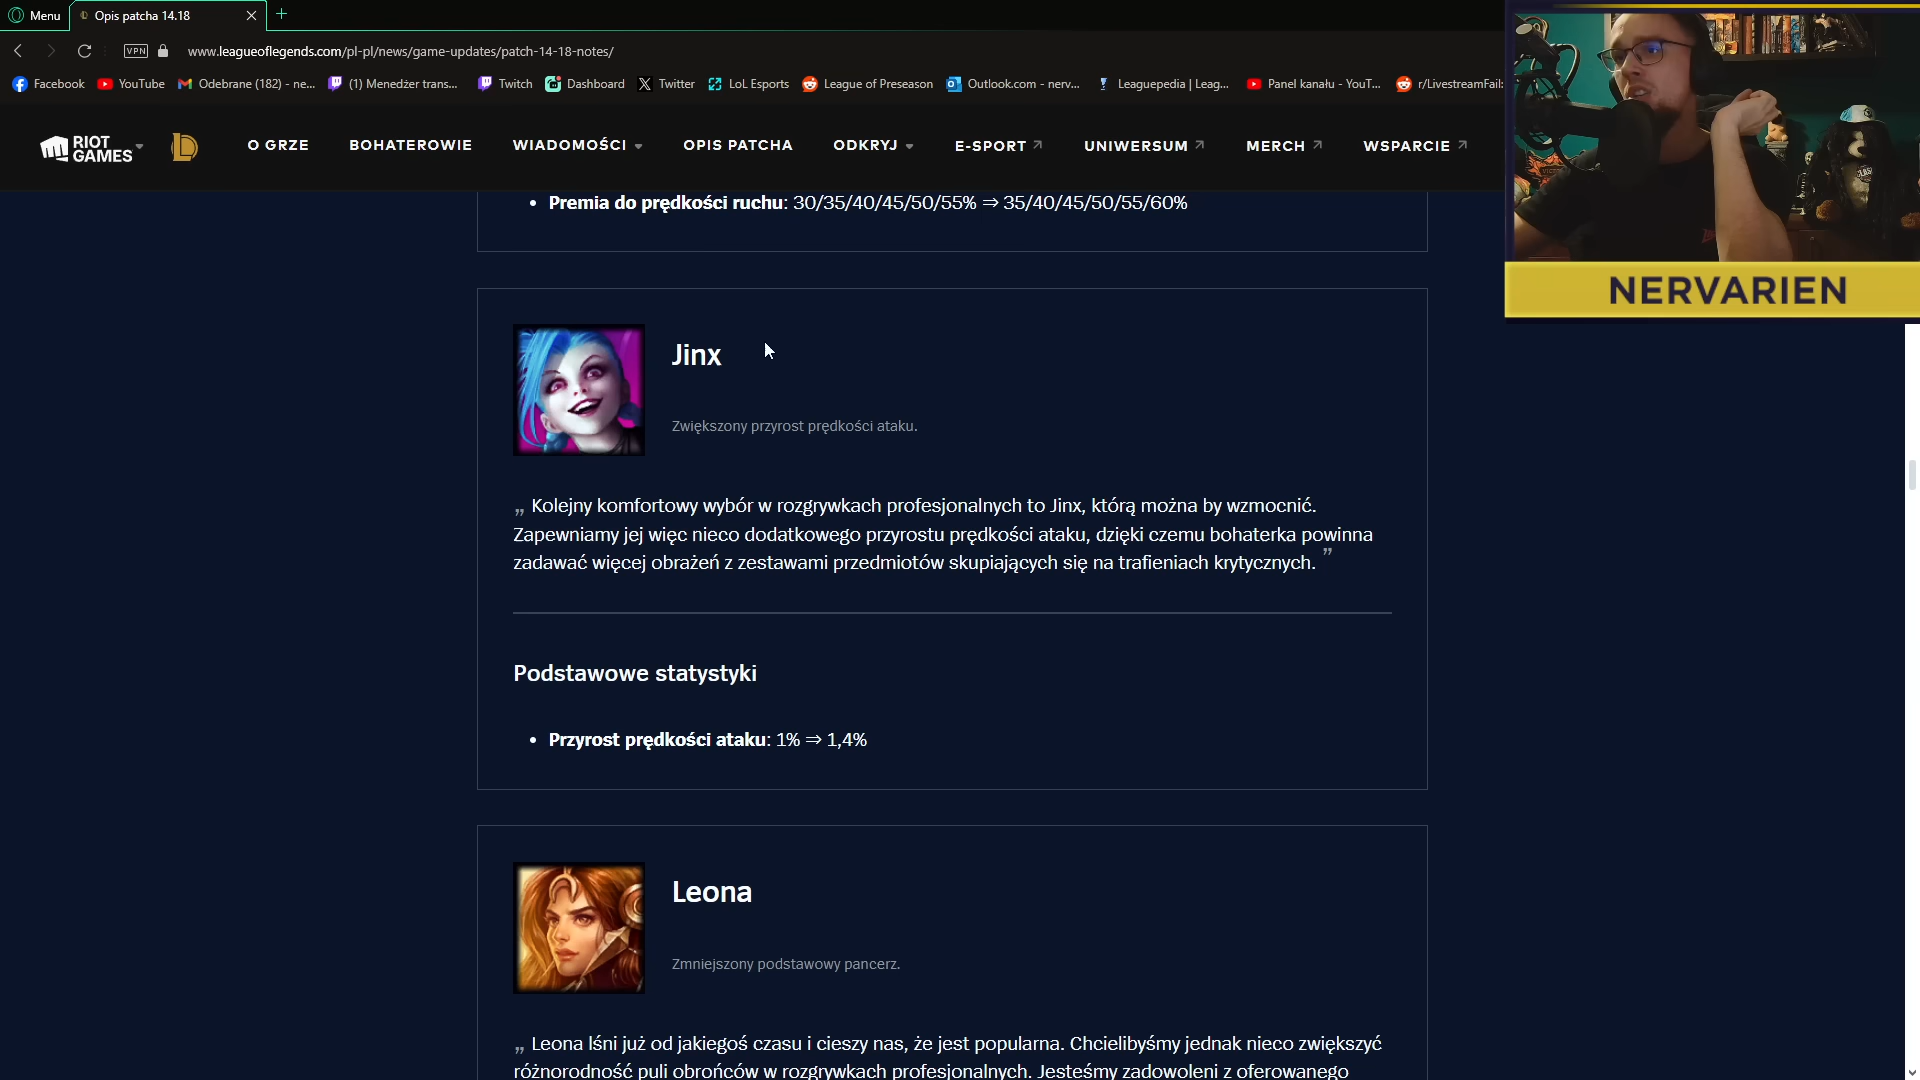 Menu
Opis patcha 14.18
VPN
www.leagueoflegends.com/pl-pl/news/game-updates/patch-14-18-notes/
Facebook
YouTube
Odebrane (182) - ne...
(1) Menedżer trans...
Twitch
Dashboard
Twitter
LoL Esports
League of Preseason
Outlook.com - nerv...
Leaguepedia | Leag...
Panel kanału - YouT...
r/LivestreamFail:
RIOT GAMES
O GRZE
BOHATEROWIE
WIADOMOŚCI
OPIS PATCHA
ODKRYJ
E-SPORT
UNIWERSUM
MERCH
WSPARCIE
NERVARIEN
• Premia do prędkości ruchu: 30/35/40/45/50/55% ⇒ 35/40/45/50/55/60%
Jinx
Zwiększony przyrost prędkości ataku.
„ Kolejny komfortowy wybór w rozgrywkach profesjonalnych to Jinx, którą można by wzmocnić.
Zapewniamy jej więc nieco dodatkowego przyrostu prędkości ataku, dzięki czemu bohaterka powinna
zadawać więcej obrażeń z zestawami przedmiotów skupiających się na trafieniach krytycznych. ”
Podstawowe statystyki
• Przyrost prędkości ataku: 1% ⇒ 1,4%
Leona
Zmniejszony podstawowy pancerz.
„ Leona lśni już od jakiegoś czasu i cieszy nas, że jest popularna. Chcielibyśmy jednak nieco zwiększyć
różnorodność puli obrońców w rozgrywkach profesjonalnych. Jesteśmy zadowoleni z oferowanego